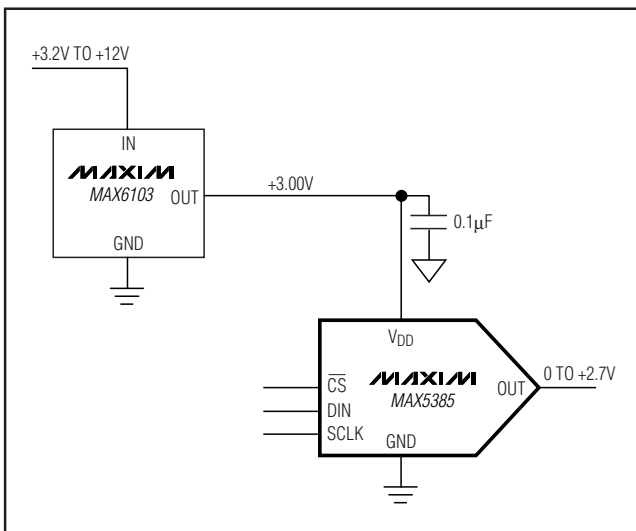 +3.2V TO +12V
IN
MAXIM
MAX6103
OUT
GND
+3.00V
0.1μF
VDD
CS
DIN
SCLK
MAXIM
MAX5385
OUT
GND
0 TO +2.7V